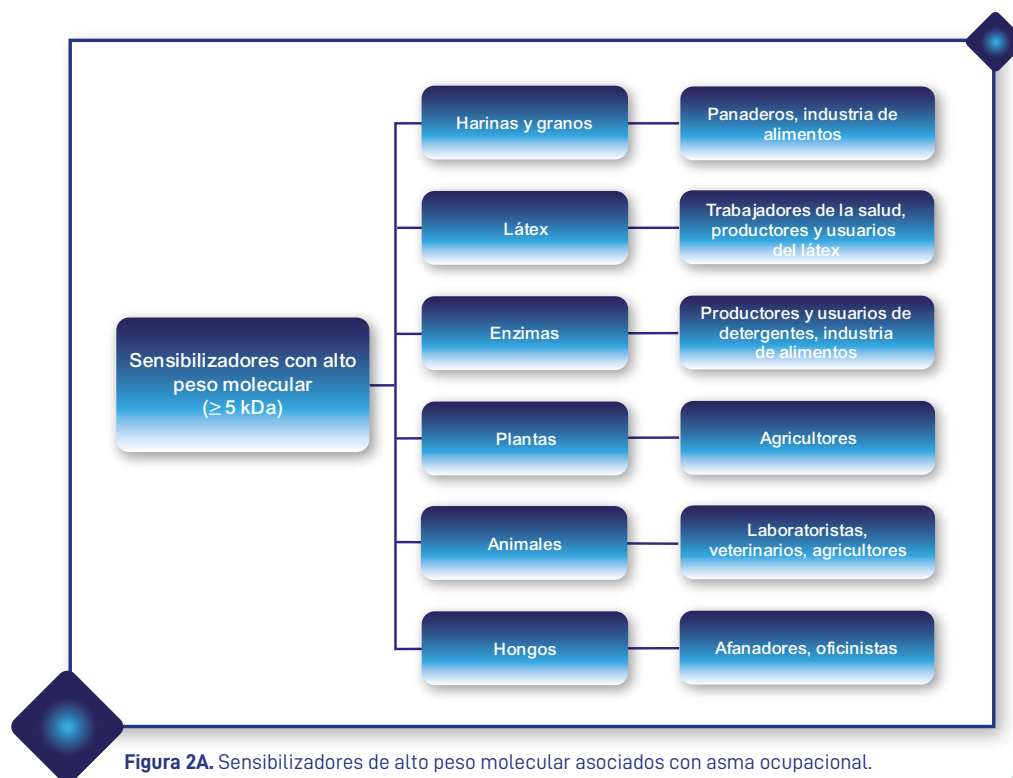 Harinas y granos
Panaderos, industria de
alimentos
Látex
Trabajadores de la salud,
productores y usuarios
del látex
Sensibilizadores con alto
peso molecular
(≥ 5 kDa)
Enzimas
Productores y usuarios de
detergentes, industria
de alimentos
Plantas
Agricultores
Animales
Laboratoristas,
veterinarios, agricultores
Hongos
Afanadores, oficinistas
Figura 2A. Sensibilizadores de alto peso molecular asociados con asma ocupacional.